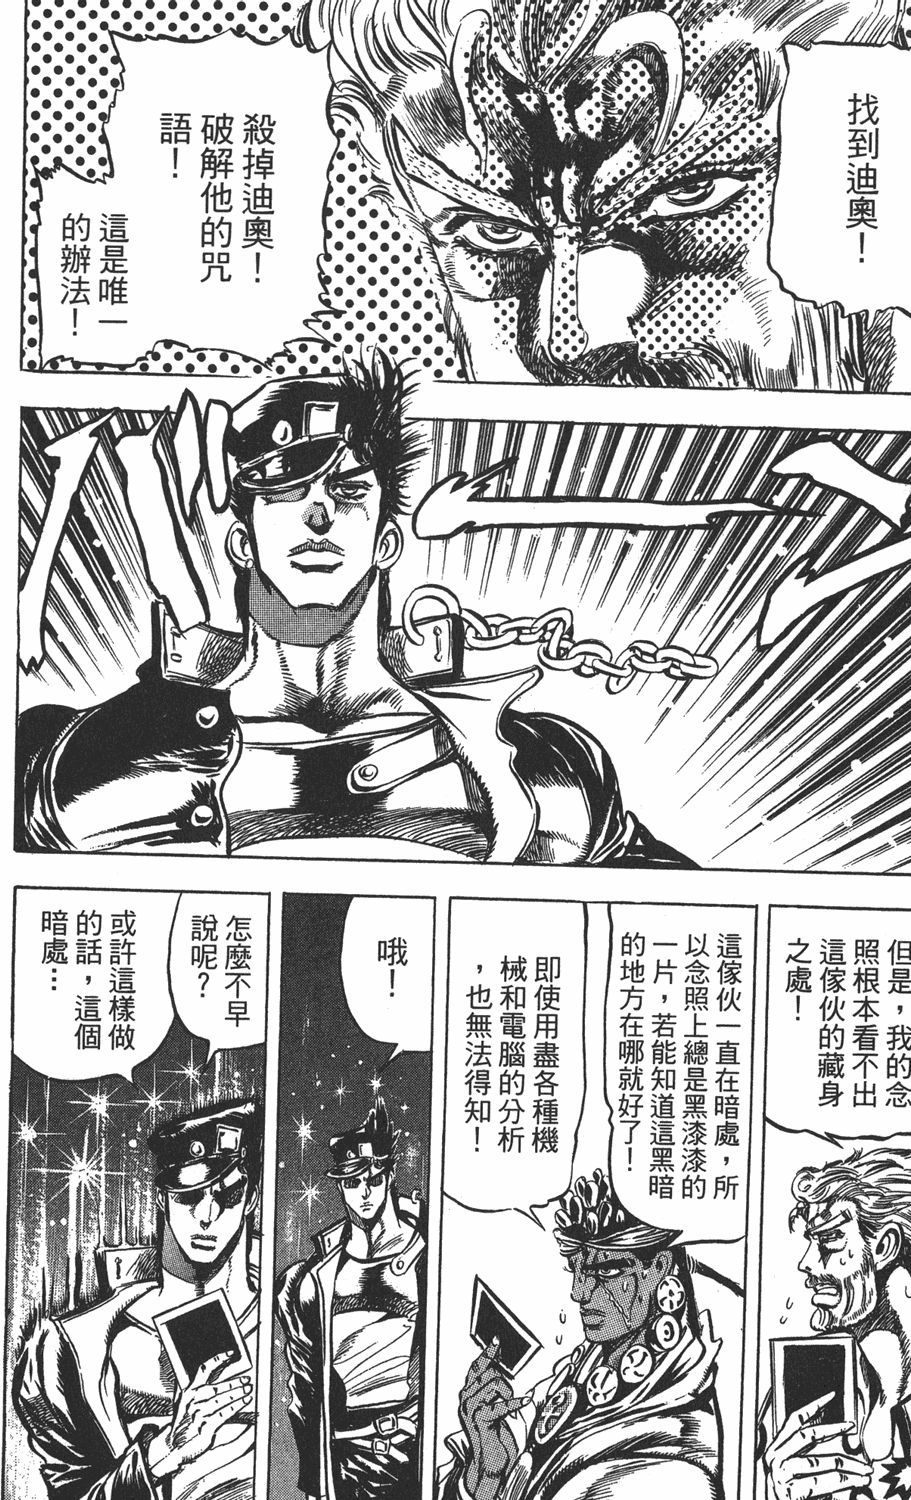 找到迪奧！
殺掉迪奧！
破解他的咒
語！
這是唯一
的辦法！
但是，我的念
照根本看不出
這傢伙的藏身
之處！
這傢伙一直在暗處，所
以念照上總是黑漆漆的
一片，若能知道這黑暗
的地方在哪就好了！
即使用盡各種機
械和電腦的分析
，也無法得知！
哦！
怎麼不早
說呢？
或許這樣做
的話，這個
暗處…